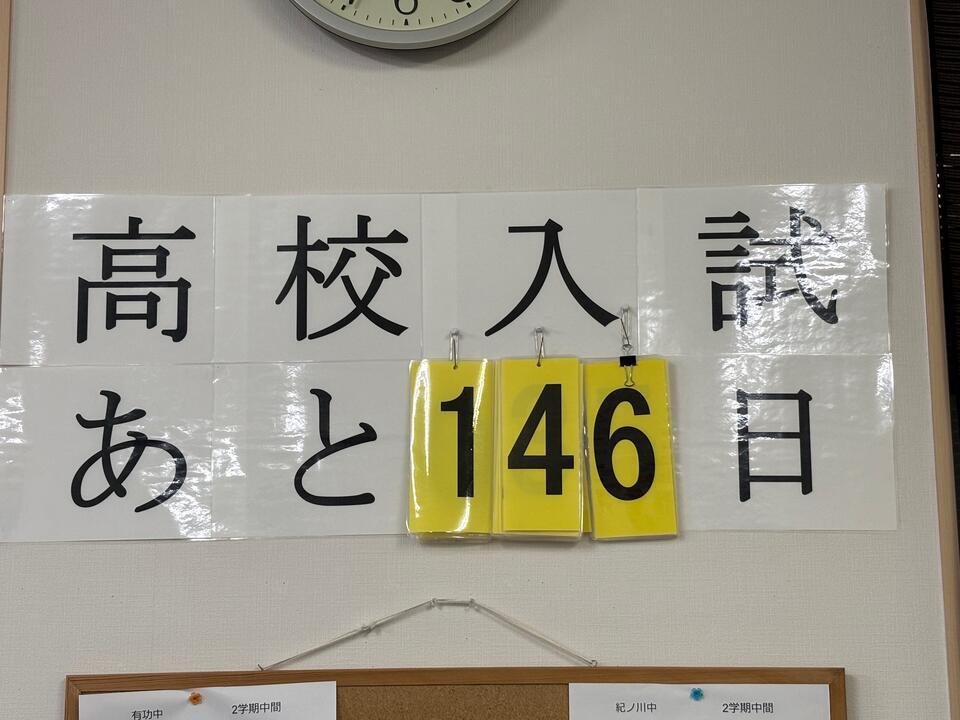 高校入試
あと146日
有功中 2学期中間
紀ノ川中 2学期中間